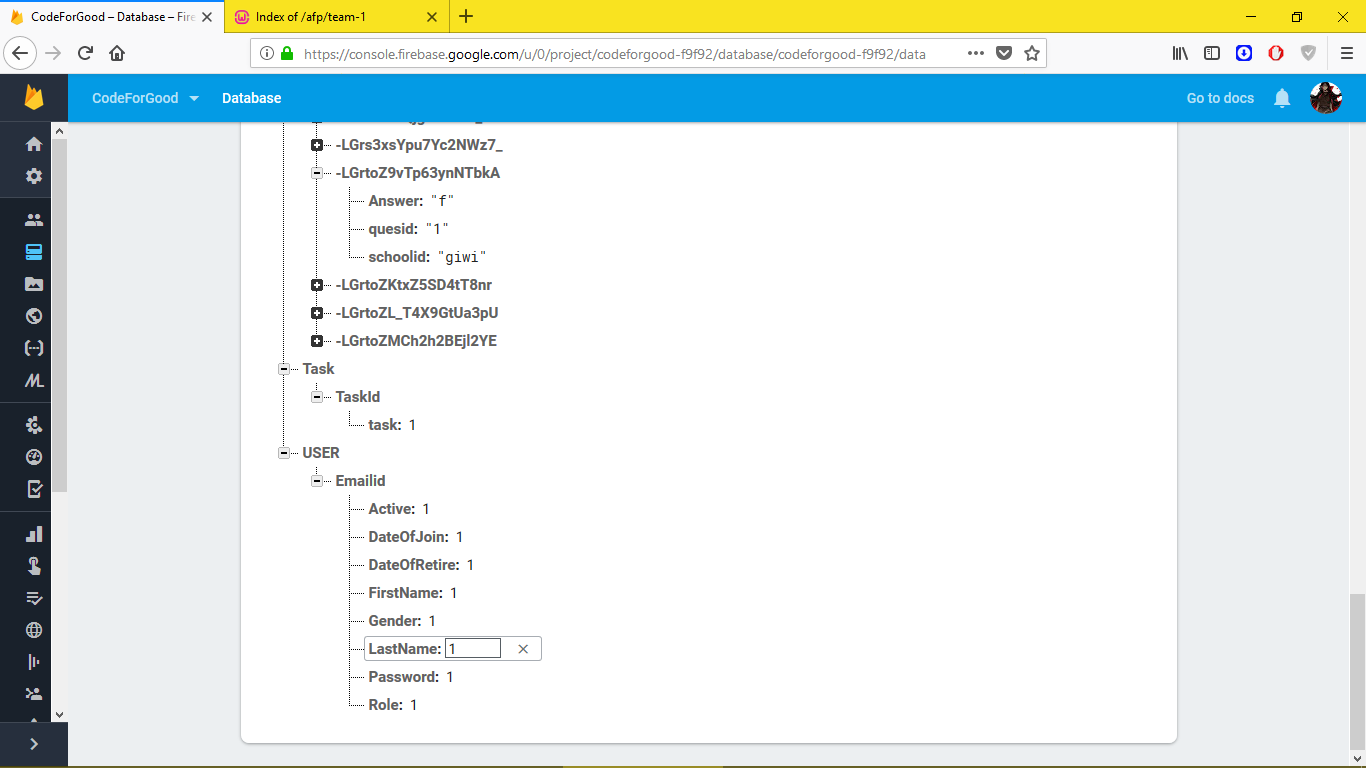 CodeForGood – Database – Fire
Index of /afp/team-1
https://console.firebase.google.com/u/0/project/codeforgood-f9f92/database/codeforgood-f9f92/data
CodeForGood
Database
Go to docs
-LGrs3xsYpu7Yc2NWz7_
-LGrtoZ9vTp63ynNTbkA
Answer: "f"
quesid: "1"
schoolid: "giwi"
-LGrtoZKtxZ5SD4tT8nr
-LGrtoZL_T4X9GtUa3pU
-LGrtoZMCh2h2BEjl2YE
Task
TaskId
task: 1
USER
Emailid
Active: 1
DateOfJoin: 1
DateOfRetire: 1
FirstName: 1
Gender: 1
LastName: 1
Password: 1
Role: 1